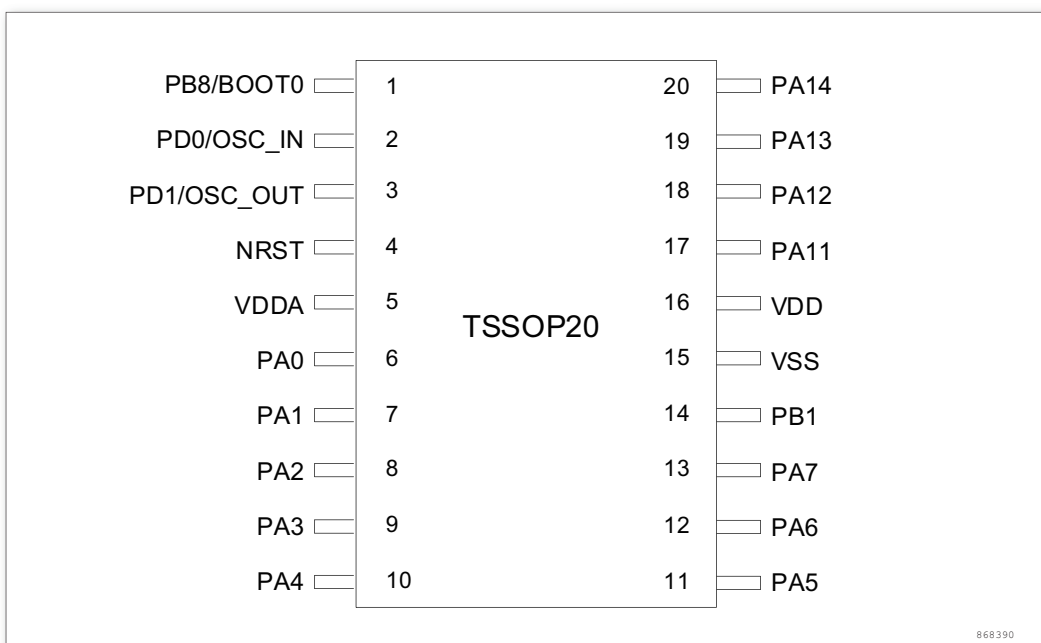 PB8/BOOT0 1 20 PA14
PD0/OSC_IN 2 19 PA13
PD1/OSC_OUT 3 18 PA12
NRST 4 17 PA11
VDDA 5 16 VDD
TSSOP20
PA0 6 15 VSS
PA1 7 14 PB1
PA2 8 13 PA7
PA3 9 12 PA6
PA4 10 11 PA5
868390